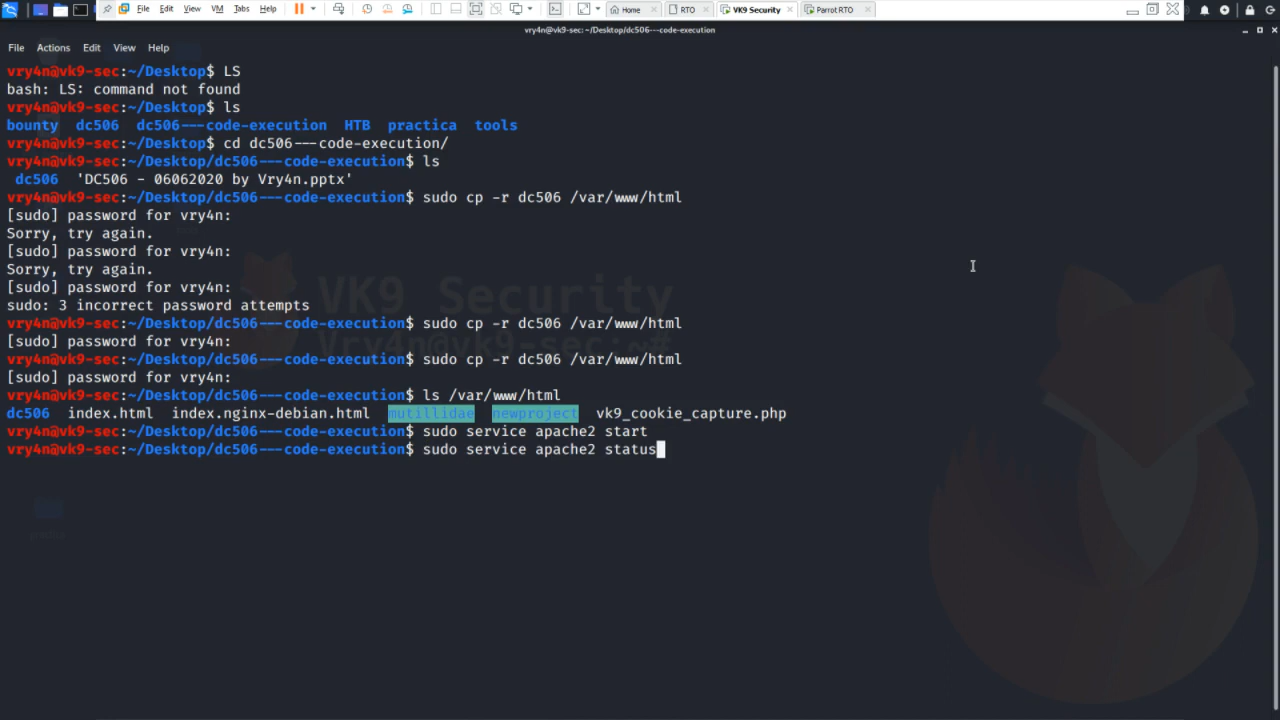 File Edit View VM Tabs Help Home RTO VK9 Security Parrot RTO
vry4n@vk9-sec:~/Desktop/dc506---code-execution
File Actions Edit View Help
vry4n@vk9-sec:~/Desktop$ LS
bash: LS: command not found
vry4n@vk9-sec:~/Desktop$ ls
bounty dc506 dc506---code-execution HTB practica tools
vry4n@vk9-sec:~/Desktop$ cd dc506---code-execution/
vry4n@vk9-sec:~/Desktop/dc506---code-execution$ ls
dc506 'DC506 - 06062020 by Vry4n.pptx'
vry4n@vk9-sec:~/Desktop/dc506---code-execution$ sudo cp -r dc506 /var/www/html
[sudo] password for vry4n:
Sorry, try again.
[sudo] password for vry4n:
Sorry, try again.
[sudo] password for vry4n:
sudo: 3 incorrect password attempts
vry4n@vk9-sec:~/Desktop/dc506---code-execution$ sudo cp -r dc506 /var/www/html
[sudo] password for vry4n:
vry4n@vk9-sec:~/Desktop/dc506---code-execution$ sudo cp -r dc506 /var/www/html
[sudo] password for vry4n:
vry4n@vk9-sec:~/Desktop/dc506---code-execution$ ls /var/www/html
dc506 index.html index.nginx-debian.html mutillidae newproject vk9_cookie_capture.php
vry4n@vk9-sec:~/Desktop/dc506---code-execution$ sudo service apache2 start
vry4n@vk9-sec:~/Desktop/dc506---code-execution$ sudo service apache2 status
VK9 Security
Vry4n@vk9-sec:~#